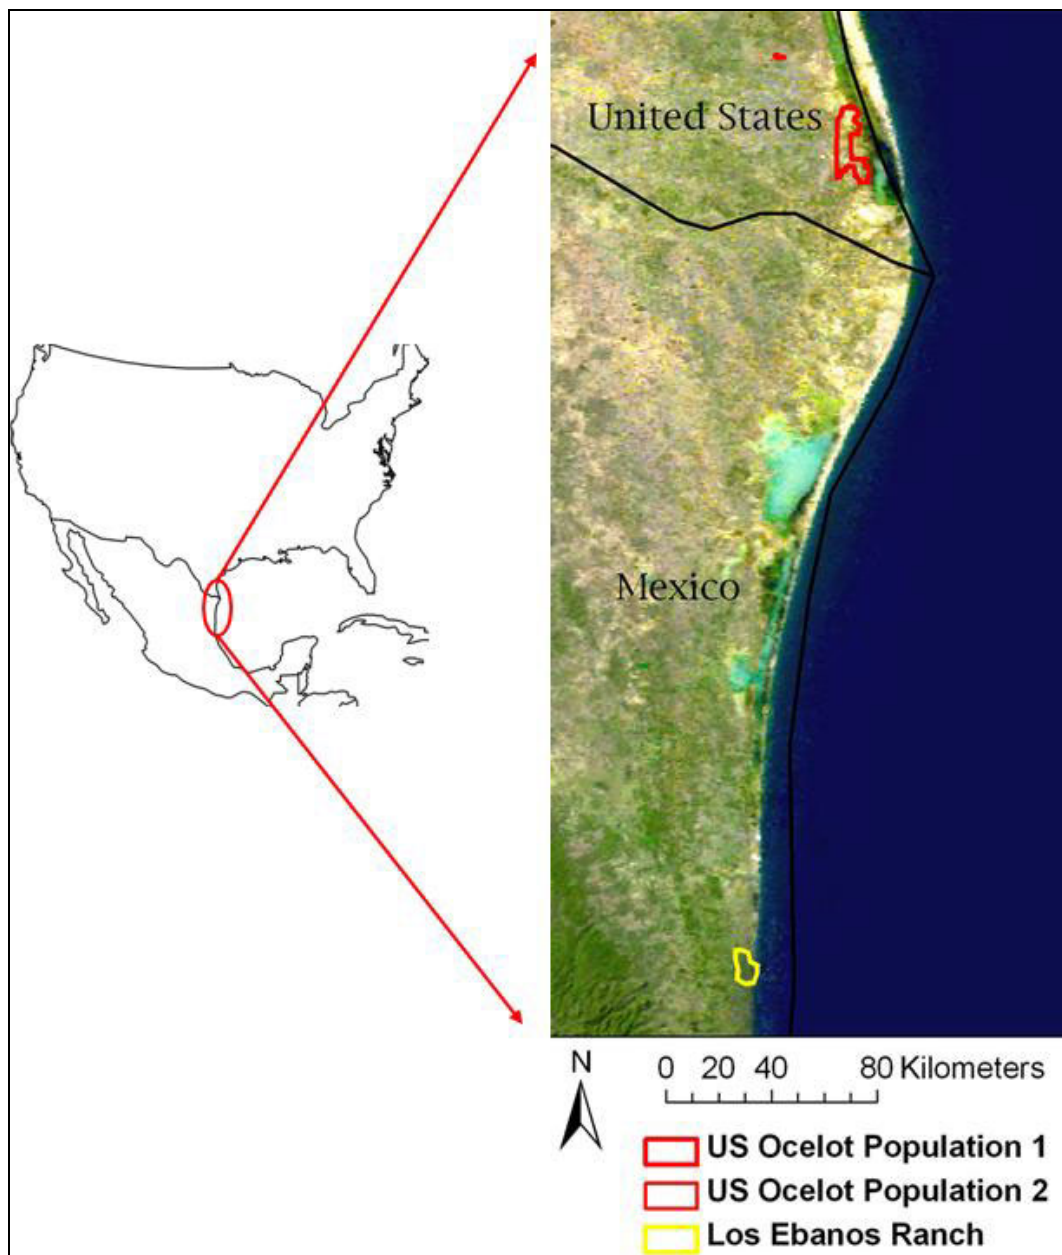 United States
Mexico
N
0 20 40 80 Kilometers
US Ocelot Population 1
US Ocelot Population 2
Los Ebanos Ranch